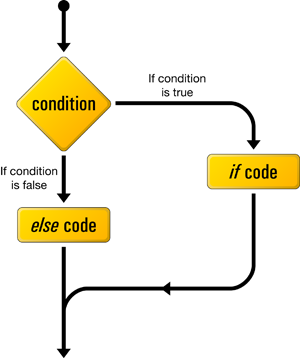 If condition
is true
condition
If condition
is false
if code
else code